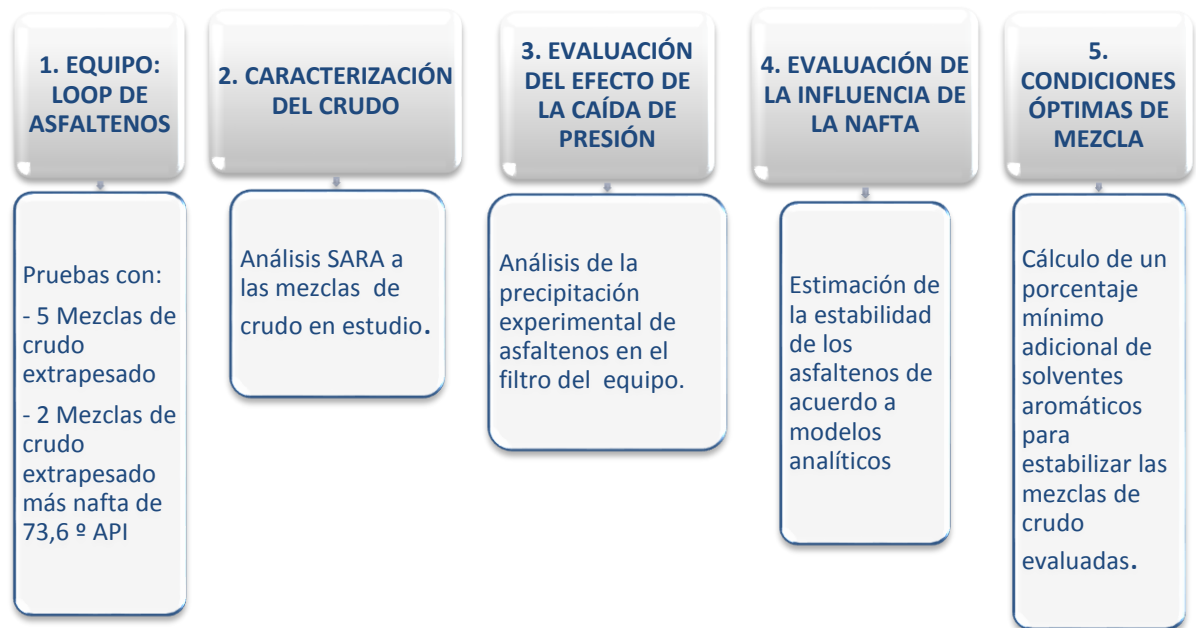 1. EQUIPO:
LOOP DE
ASFALTENOS
Pruebas con:
- 5 Mezclas de
crudo
extrapesado
- 2 Mezclas de
crudo
extrapesado
más nafta de
73,6 º API
2. CARACTERIZACIÓN
DEL CRUDO
Análisis SARA a
las mezclas de
crudo en estudio.
3. EVALUACIÓN
DEL EFECTO DE
LA CAÍDA DE
PRESIÓN
Análisis de la
precipitación
experimental de
asfaltenos en el
filtro del equipo.
4. EVALUACIÓN DE
LA INFLUENCIA DE
LA NAFTA
Estimación de
la estabilidad
de los
asfaltenos de
acuerdo a
modelos
analíticos
5.
CONDICIONES
ÓPTIMAS DE
MEZCLA
Cálculo de un
porcentaje
mínimo
adicional de
solventes
aromáticos
para
estabilizar las
mezclas de
crudo
evaluadas.